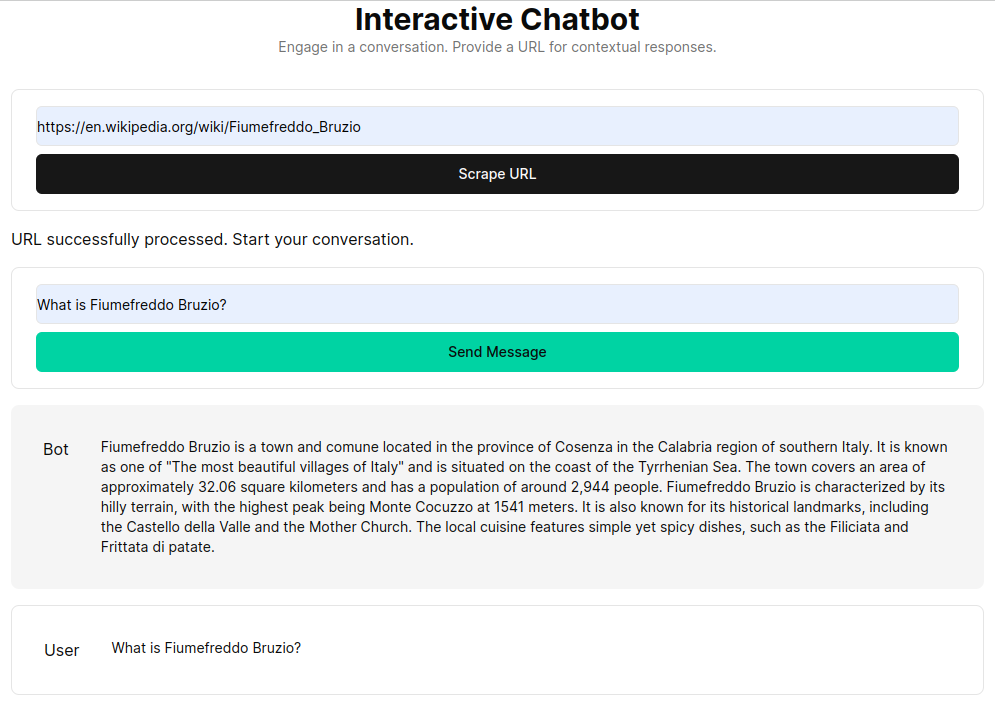 Interactive Chatbot
Engage in a conversation. Provide a URL for contextual responses.
https://en.wikipedia.org/wiki/Fiumefreddo_Bruzio
Scrape URL
URL successfully processed. Start your conversation.
What is Fiumefreddo Bruzio?
Send Message
Bot
Fiumefreddo Bruzio is a town and comune located in the province of Cosenza in the Calabria region of southern Italy. It is known
as one of "The most beautiful villages of Italy" and is situated on the coast of the Tyrrhenian Sea. The town covers an area of
approximately 32.06 square kilometers and has a population of around 2,944 people. Fiumefreddo Bruzio is characterized by its
hilly terrain, with the highest peak being Monte Cocuzzo at 1541 meters. It is also known for its historical landmarks, including
the Castello della Valle and the Mother Church. The local cuisine features simple yet spicy dishes, such as the Filiciata and
Frittata di patate.
User
What is Fiumefreddo Bruzio?